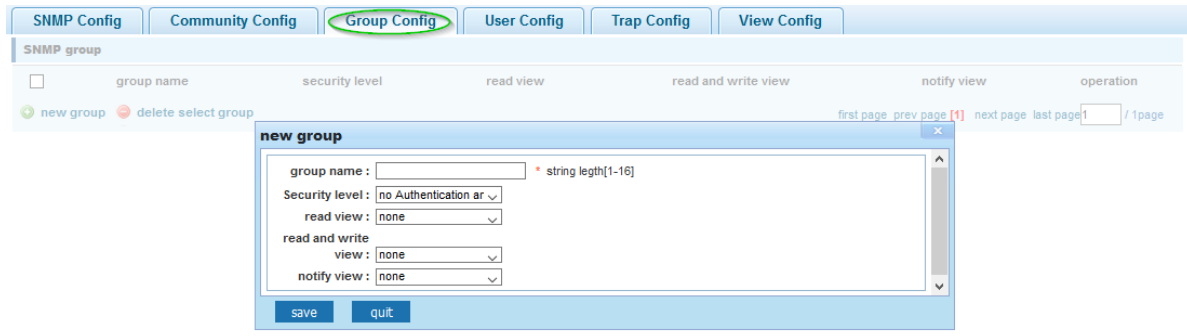 SNMP Config Community Config Group Config User Config Trap Config View Config
SNMP group
group name security level read view read and write view notify view operation
new group delete select group first page prev page [1] next page last page 1 / 1page
new group
group name : * string legth[1-16]
Security level : no Authentication ar
read view : none
read and write
view : none
notify view : none
save quit